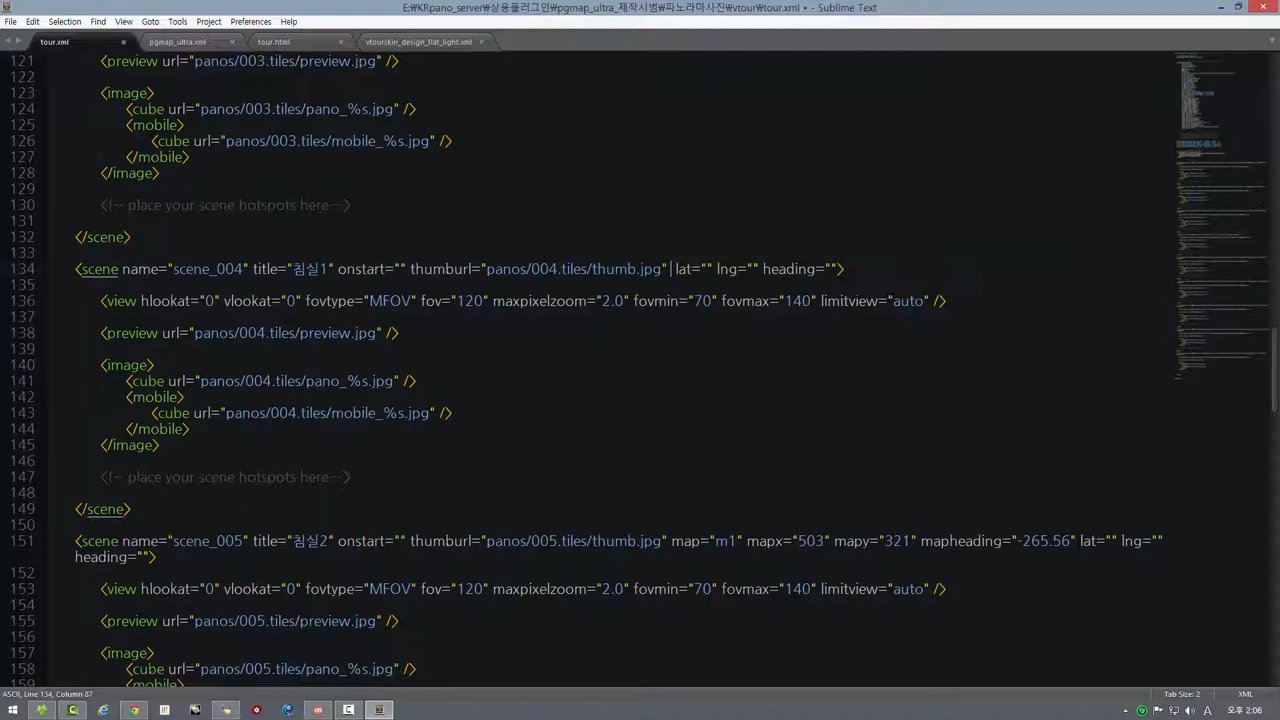 E:₩KRpano_server₩상용플러그인₩pgmap_ultra_제작시범₩파노라마사진₩vtour₩tour.xml • - Sublime Text
File Edit Selection Find View Goto Tools Project Preferences Help
tour.xml pgmap_ultra.xml tour.html vtourskin_design_flat_light.xml
121 <preview url="panos/003.tiles/preview.jpg" />
122
123 <image>
124 <cube url="panos/003.tiles/pano_%s.jpg" />
125 <mobile>
126 <cube url="panos/003.tiles/mobile_%s.jpg" />
127 </mobile>
128 </image>
129
130 <!-- place your scene hotspots here-->
131
132 </scene>
133
134 <scene name="scene_004" title="침실1" onstart="" thumburl="panos/004.tiles/thumb.jpg" lat="" lng="" heading="">
135
136 <view hlookat="0" vlookat="0" fovtype="MFOV" fov="120" maxpixelzoom="2.0" fovmin="70" fovmax="140" limitview="auto" />
137
138 <preview url="panos/004.tiles/preview.jpg" />
139
140 <image>
141 <cube url="panos/004.tiles/pano_%s.jpg" />
142 <mobile>
143 <cube url="panos/004.tiles/mobile_%s.jpg" />
144 </mobile>
145 </image>
146
147 <!-- place your scene hotspots here-->
148
149 </scene>
150
151 <scene name="scene_005" title="침실2" onstart="" thumburl="panos/005.tiles/thumb.jpg" map="m1" mapx="503" mapy="321" mapheading="-265.56" lat="" lng=""
heading="">
152
153 <view hlookat="0" vlookat="0" fovtype="MFOV" fov="120" maxpixelzoom="2.0" fovmin="70" fovmax="140" limitview="auto" />
154
155 <preview url="panos/005.tiles/preview.jpg" />
156
157 <image>
158 <cube url="panos/005.tiles/pano_%s.jpg" />
<mobile>
ASCII, Line 134, Column 87 Tab Size: 2 XML
A 오후 2:06